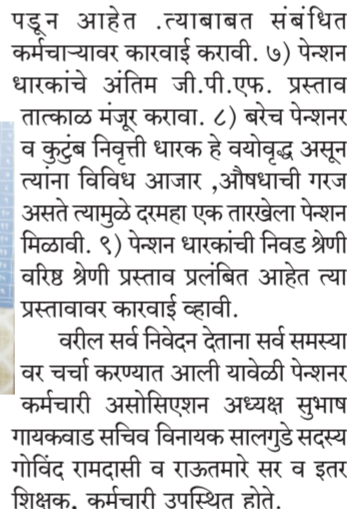 पडून आहेत .त्याबाबत संबंधित
कर्मचाऱ्यावर कारवाई करावी. ७) पेन्शन
धारकांचे अंतिम जी.पी.एफ. प्रस्ताव
तात्काळ मंजूर करावा. ८) बरेच पेन्शनर
व कुटुंब निवृत्ती धारक हे वयोवृद्ध असून
त्यांना विविध आजार ,औषधाची गरज
असते त्यामुळे दरमहा एक तारखेला पेन्शन
मिळावी. ९) पेन्शन धारकांची निवड श्रेणी
वरिष्ठ श्रेणी प्रस्ताव प्रलंबित आहेत त्या
प्रस्तावावर कारवाई व्हावी.
वरील सर्व निवेदन देताना सर्व समस्या
वर चर्चा करण्यात आली यावेळी पेन्शनर
कर्मचारी असोसिएशन अध्यक्ष सुभाष
गायकवाड सचिव विनायक सालगुडे सदस्य
गोविंद रामदासी व राऊतमारे सर व इतर
शिक्षक, कर्मचारी उपस्थित होते.